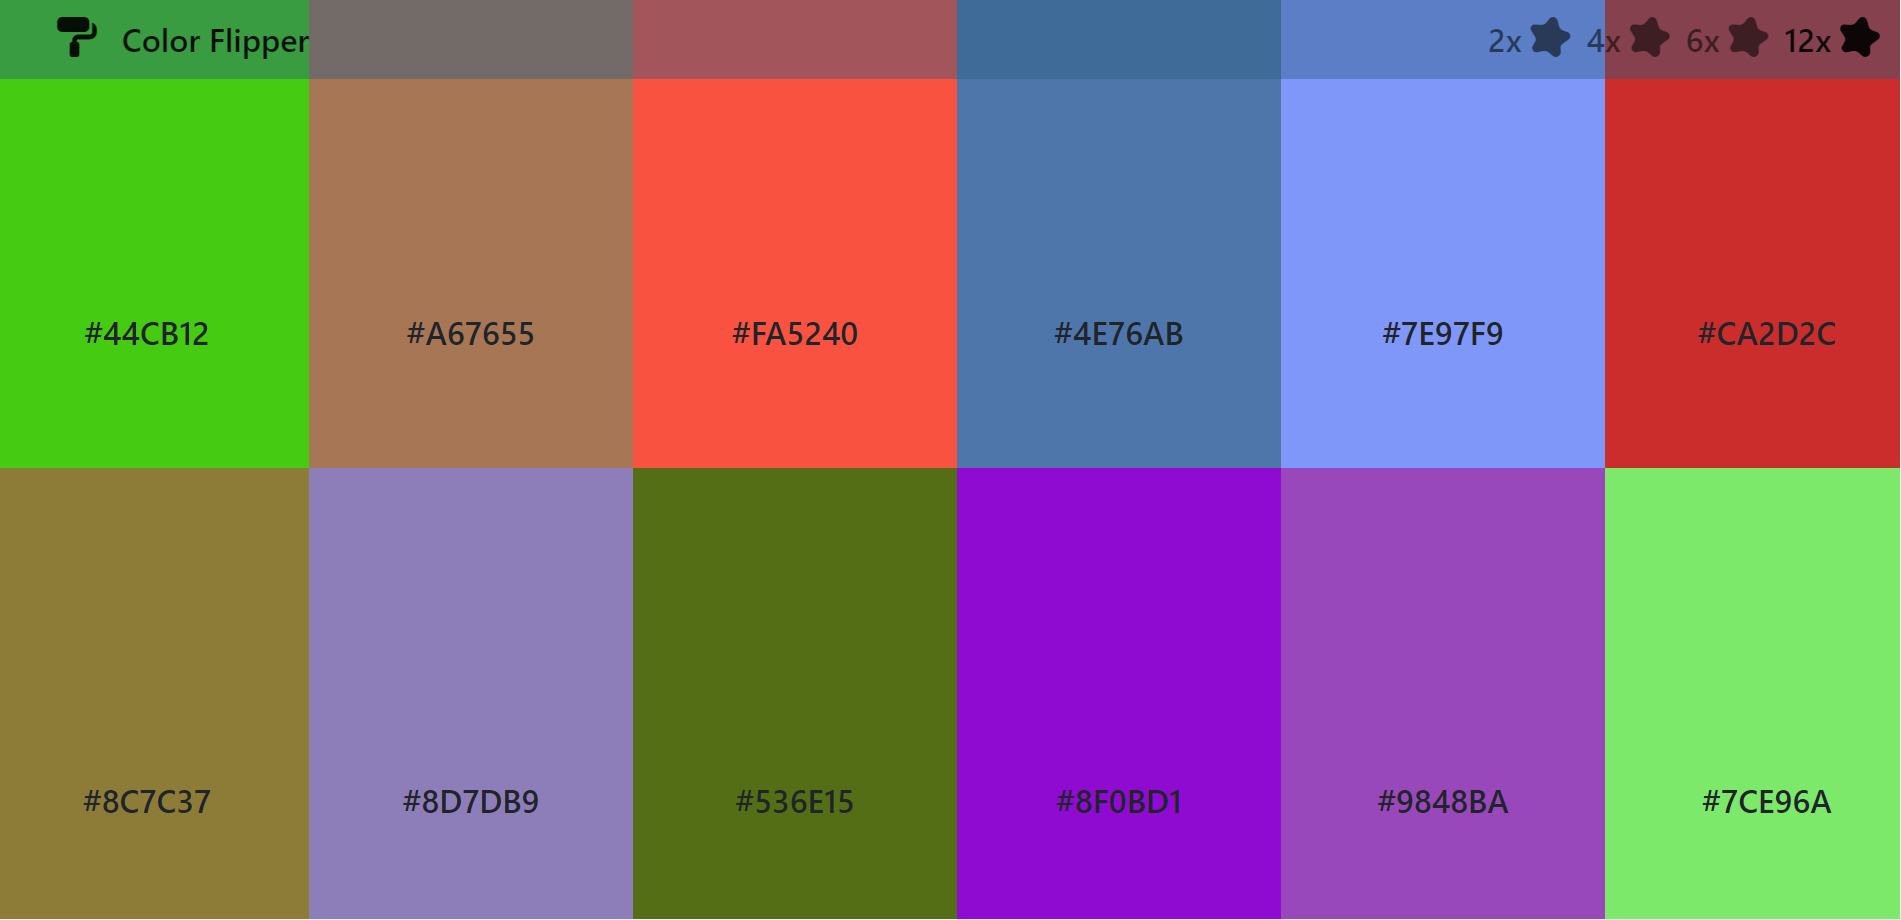 Color Flipper 2x 4x 6x 12x
#44CB12 #A67655 #FA5240 #4E76AB #7E97F9 #CA2D2C
#8C7C37 #8D7DB9 #536E15 #8F0BD1 #9848BA #7CE96A